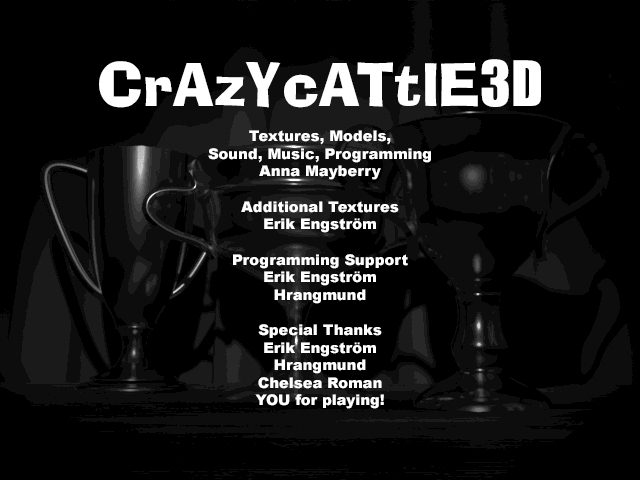 CrAzYcATtlE3D
Textures, Models,
Sound, Music, Programming
Anna Mayberry
Additional Textures
Erik Engström
Programming Support
Erik Engström
Hrangmund
Special Thanks
Erik Engström
Hrangmund
Chelsea Roman
YOU for playing!